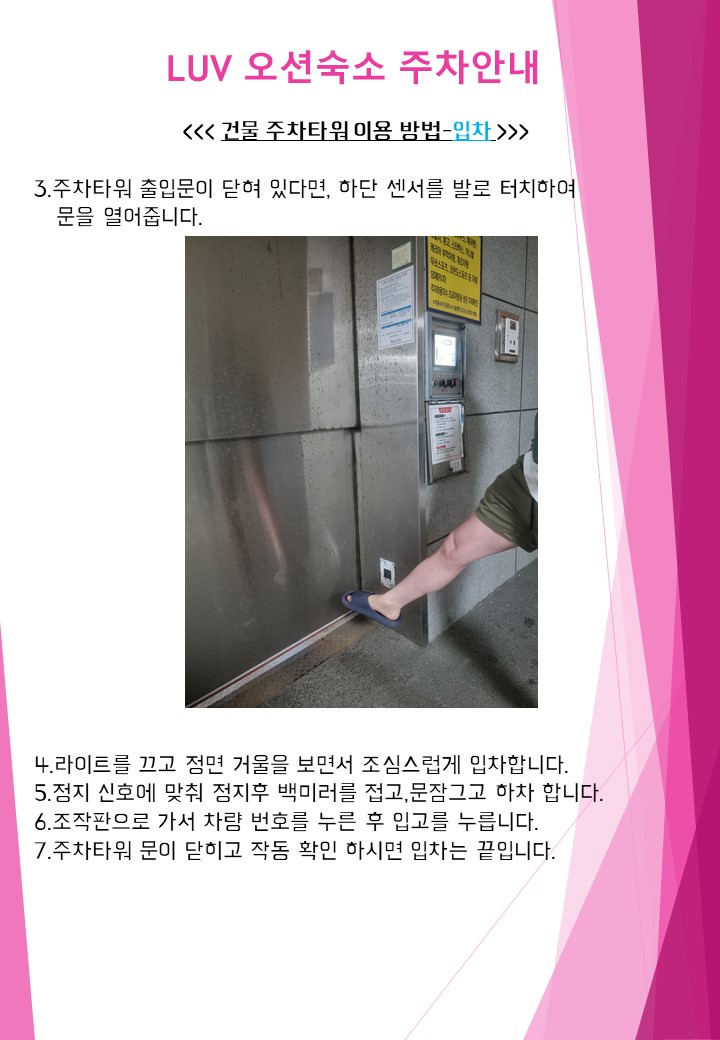 LUV 오션숙소 주차안내
<<< 건물 주차타워 이용 방법-입차 >>>
3.주차타워 출입문이 닫혀 있다면, 하단 센서를 발로 터치하여
문을 열어줍니다.
4.라이트를 끄고 정면 거울을 보면서 조심스럽게 입차합니다.
5.정지 신호에 맞춰 정지후 백미러를 접고,문잠그고 하차 합니다.
6.조작판으로 가서 차량 번호를 누른 후 입고를 누릅니다.
7.주차타워 문이 닫히고 작동 확인 하시면 입차는 끝입니다.